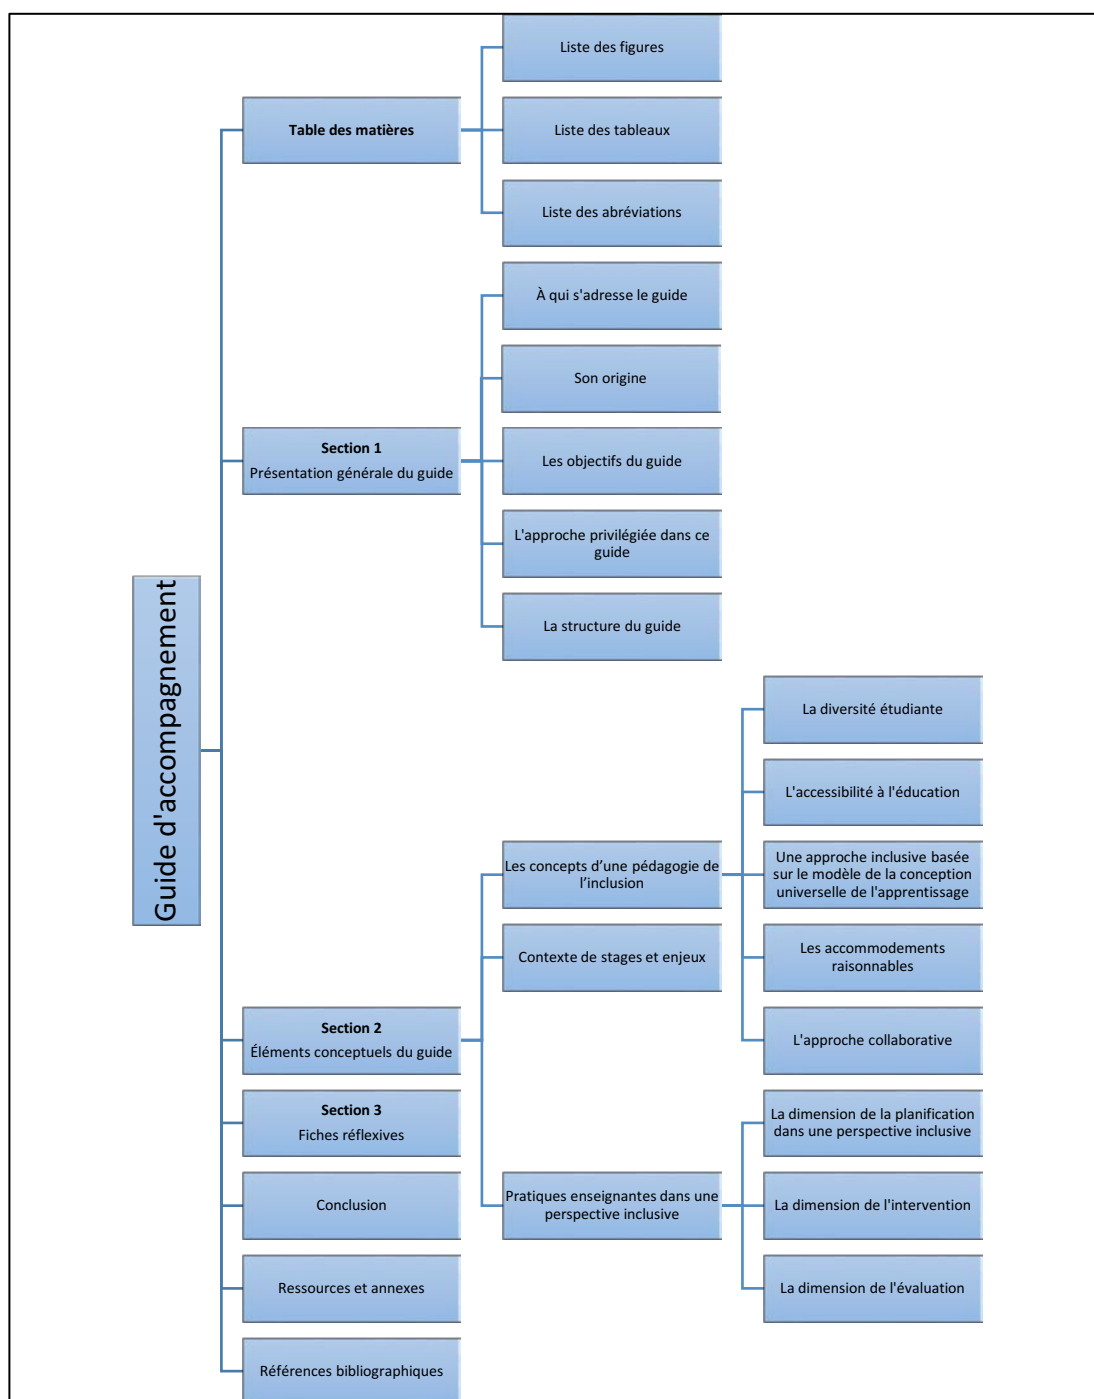 Guide d'accompagnement
Table des matières
Liste des figures
Liste des tableaux
Liste des abréviations
Section 1
Présentation générale du guide
À qui s'adresse le guide
Son origine
Les objectifs du guide
L'approche privilégiée dans ce
guide
La structure du guide
Section 2
Éléments conceptuels du guide
Les concepts d’une pédagogie de
l’inclusion
La diversité étudiante
L'accessibilité à l'éducation
Une approche inclusive basée
sur le modèle de la conception
universelle de l'apprentissage
Les accommodements
raisonnables
L'approche collaborative
Contexte de stages et enjeux
Pratiques enseignantes dans une
perspective inclusive
La dimension de la planification
dans une perspective inclusive
La dimension de l'intervention
La dimension de l'évaluation
Section 3
Fiches réflexives
Conclusion
Ressources et annexes
Références bibliographiques